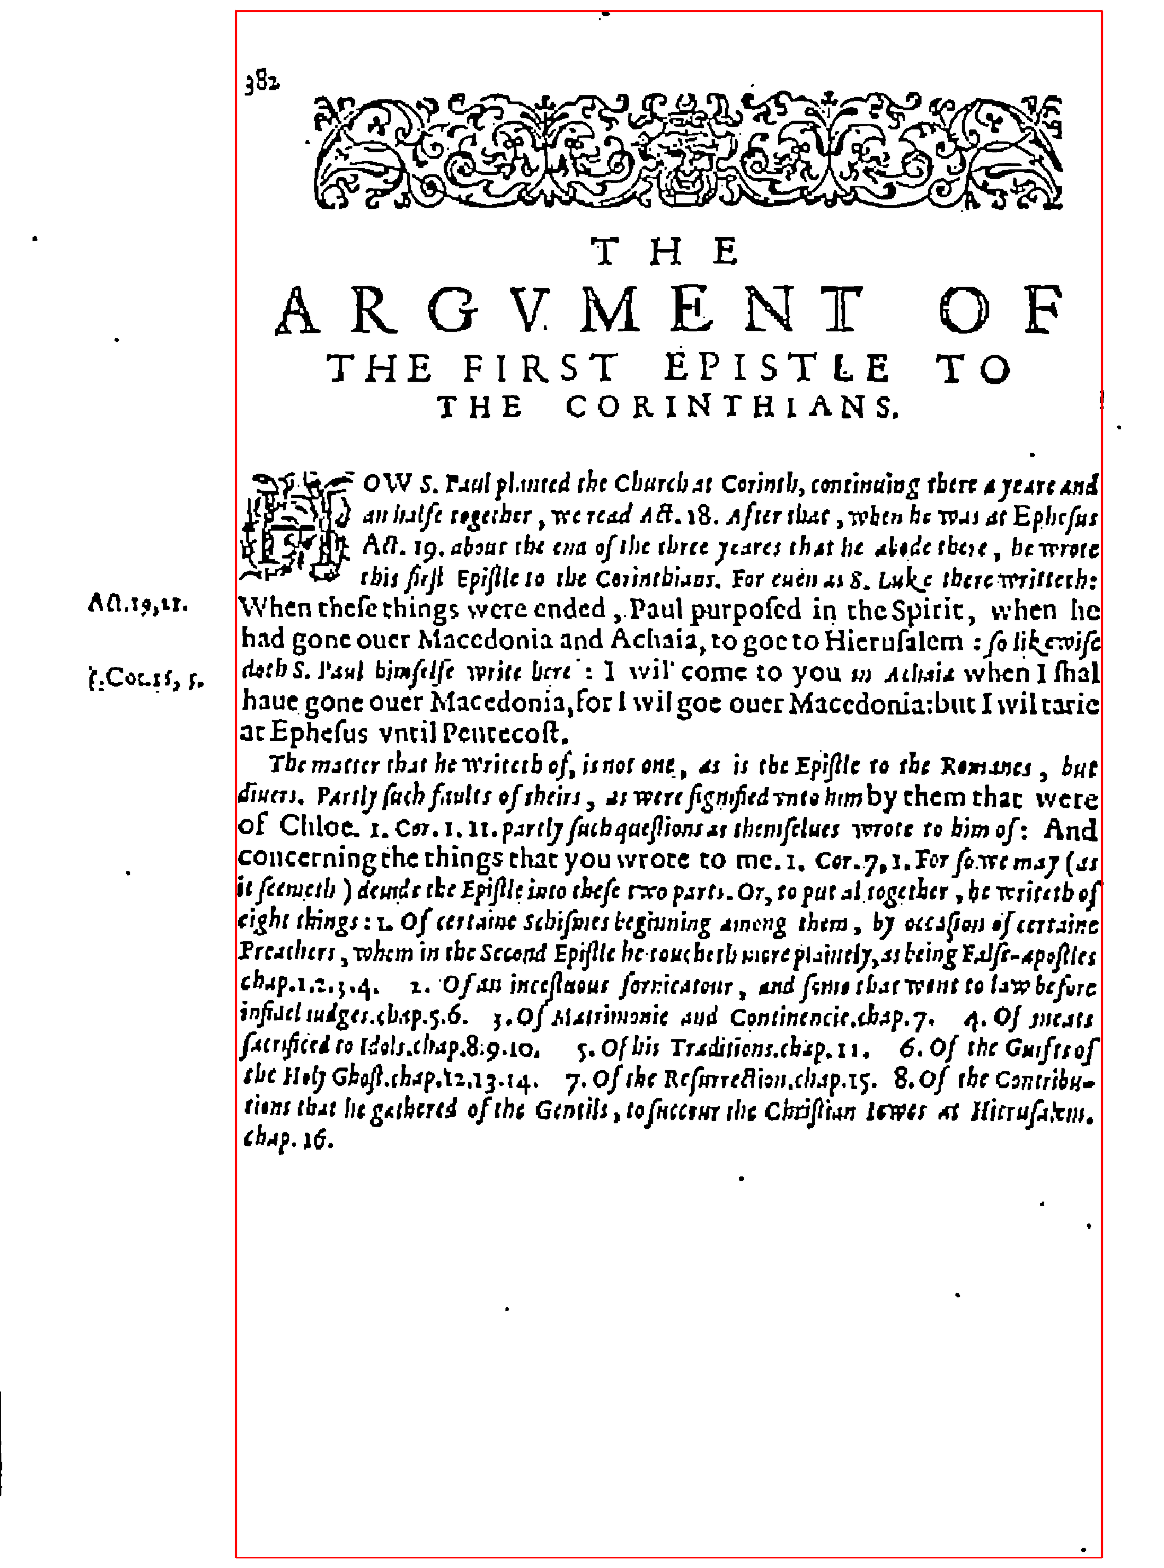 382
THE
ARGVMENT OF
THE FIRST EPISTLE TO
THE CORINTHIANS.
HOW S. Paul planted the Church at Corinth, continuing there a yeare and
an halfe together, we read Act. 18. After that, when he was at Ephesus
Act. 19. about the end of the three yeares that he abode there, he wrote
this first Epistle to the Corinthians. For euen as S. Luke there writteth:
Act.19,21.
When these things were ended, Paul purposed in the Spirit, when he
had gone ouer Macedonia and Achaia, to goe to Hierusalem : so likewise
1.Cor.16, 5.
doth S. Paul himselfe write here : I wil come to you in Achaia when I shal
haue gone ouer Macedonia, for I wil goe ouer Macedonia: but I wil tarie
at Ephesus vntil Pentecost.
The matter that he writeth of, is not one, as is the Epistle to the Romanes, but
diuers. Partly such faults of theirs, as were signified vnto him by them that were
of Chloe. 1. Cor. 1. 11. partly such questions as themselues wrote to him of: And
concerning the things that you wrote to me. 1. Cor. 7, 1. For so we may (as
it seemeth) deuide the Epistle into these two parts. Or, to put al together, he writeth of
eight things: 1. Of certaine Schismes beginning among them, by occasion of certaine
Preachers, whom in the Second Epistle he toucheth more plainely, as being False-apostles
chap.1.2.3.4. 2. Of an incestuous fornicatour, and some that went to law before
infidel iudges. chap.5.6. 3. Of Matrimonie and Continencie. chap.7. 4. Of meats
sacrificed to Idols. chap.8.9.10. 5. Of his Traditions. chap.11. 6. Of the Guifts of
the Holy Ghost. chap.12.13.14. 7. Of the Resurrection. chap.15. 8. Of the Contribu-
tions that he gathered of the Gentils, to succour the Christian Iewes at Hierusalem.
chap. 16.